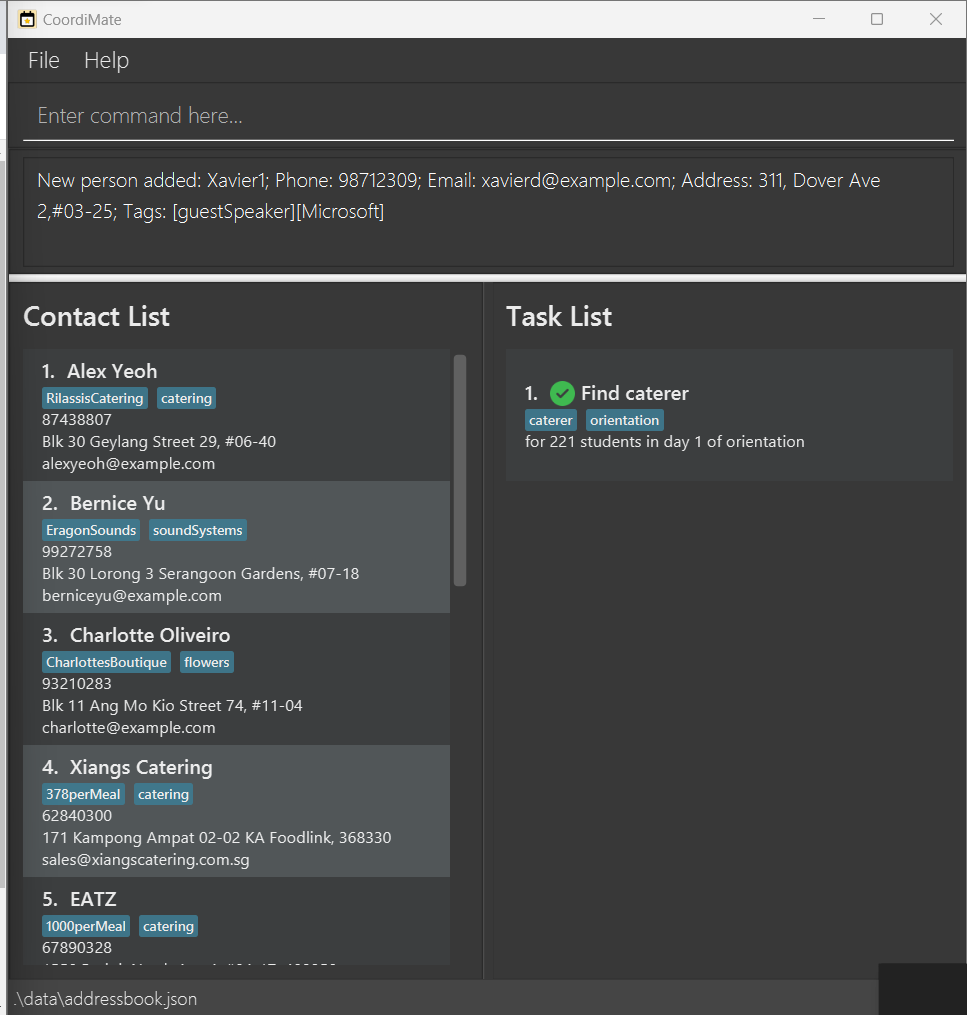 CoordiMate
File Help
Enter command here...
New person added: Xavier1; Phone: 98712309; Email: xavierd@example.com; Address: 311, Dover Ave
2,#03-25; Tags: [guestSpeaker][Microsoft]
Contact List
1. Alex Yeoh
RilassisCatering catering
87438807
Blk 30 Geylang Street 29, #06-40
alexyeoh@example.com
2. Bernice Yu
EragonSounds soundSystems
99272758
Blk 30 Lorong 3 Serangoon Gardens, #07-18
berniceyu@example.com
3. Charlotte Oliveiro
CharlottesBoutique flowers
93210283
Blk 11 Ang Mo Kio Street 74, #11-04
charlotte@example.com
4. Xiangs Catering
378perMeal catering
62840300
171 Kampong Ampat 02-02 KA Foodlink, 368330
sales@xiangscatering.com.sg
5. EATZ
1000perMeal catering
67890328
Task List
1. Find caterer
caterer orientation
for 221 students in day 1 of orientation
.\data\addressbook.json